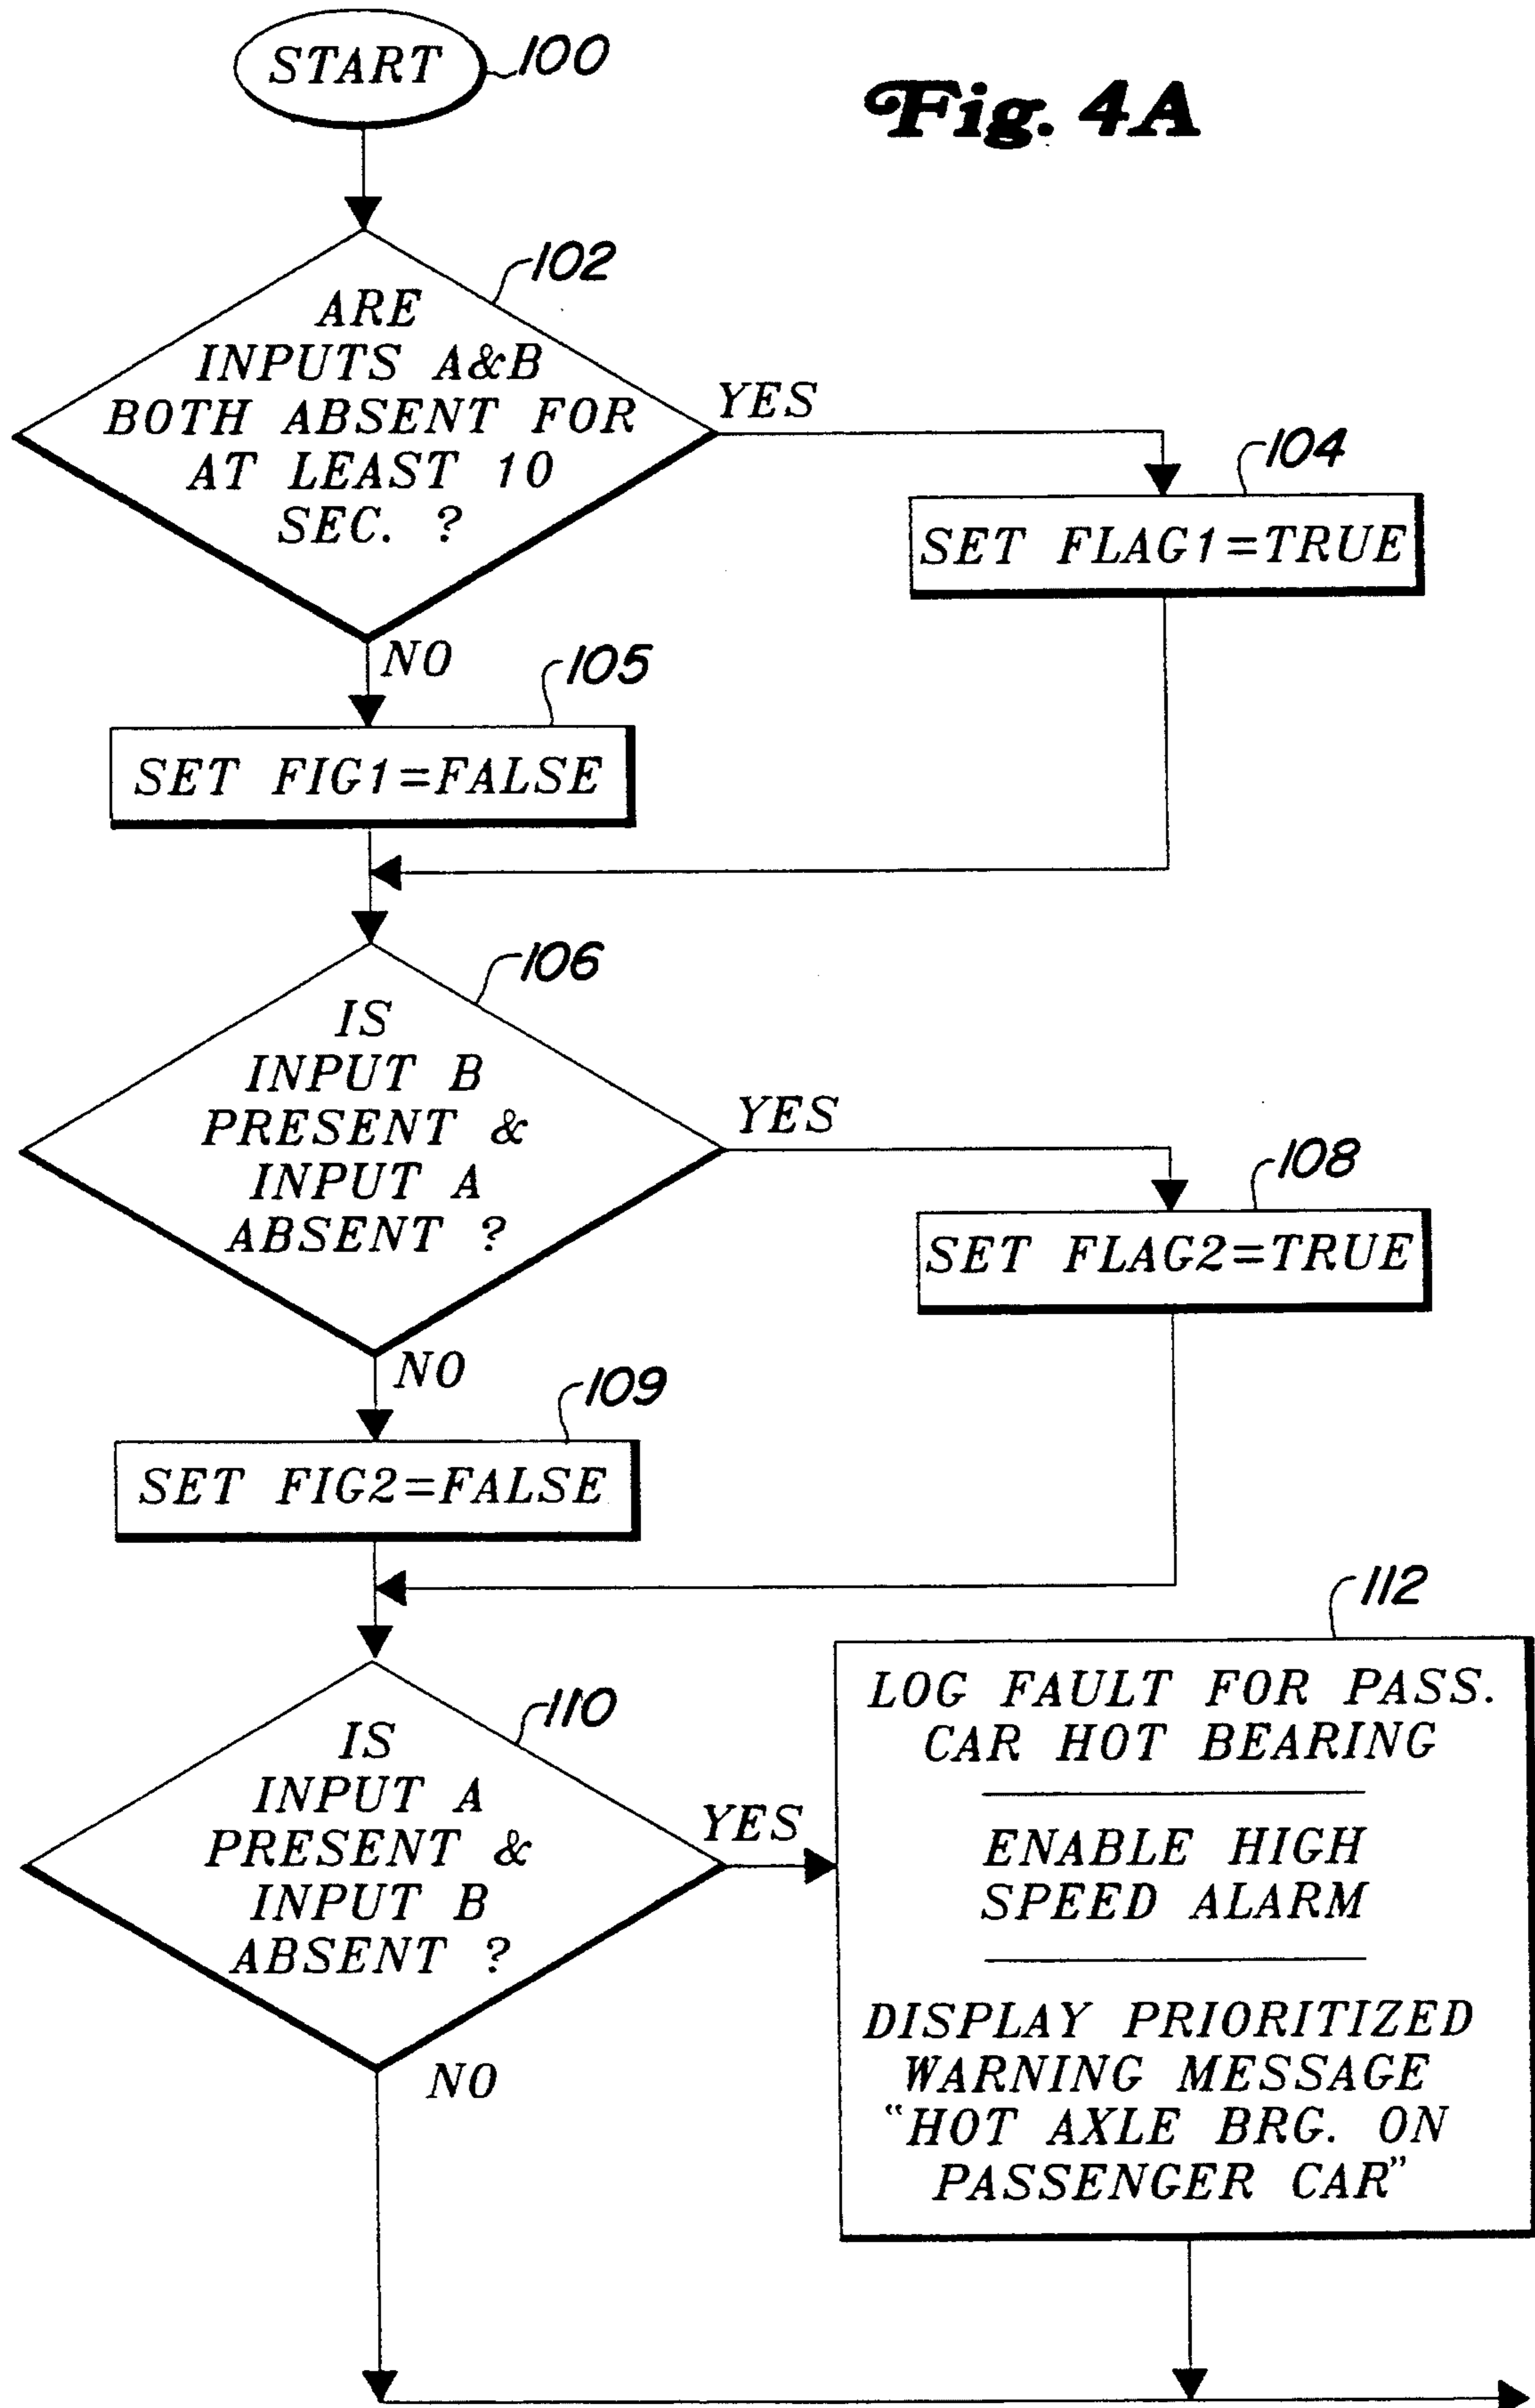 START
100
Fig. 4A
102
ARE
INPUTS A&B
BOTH ABSENT FOR
AT LEAST 10
SEC. ?
YES
104
SET FLAG1=TRUE
NO
105
SET FIG1=FALSE
106
IS
INPUT B
PRESENT &
INPUT A
ABSENT ?
YES
108
SET FLAG2=TRUE
NO
109
SET FIG2=FALSE
110
IS
INPUT A
PRESENT &
INPUT B
ABSENT ?
YES
112
LOG FAULT FOR PASS.
CAR HOT BEARING
ENABLE HIGH
SPEED ALARM
DISPLAY PRIORITIZED
WARNING MESSAGE
“HOT AXLE BRG. ON
PASSENGER CAR”
NO